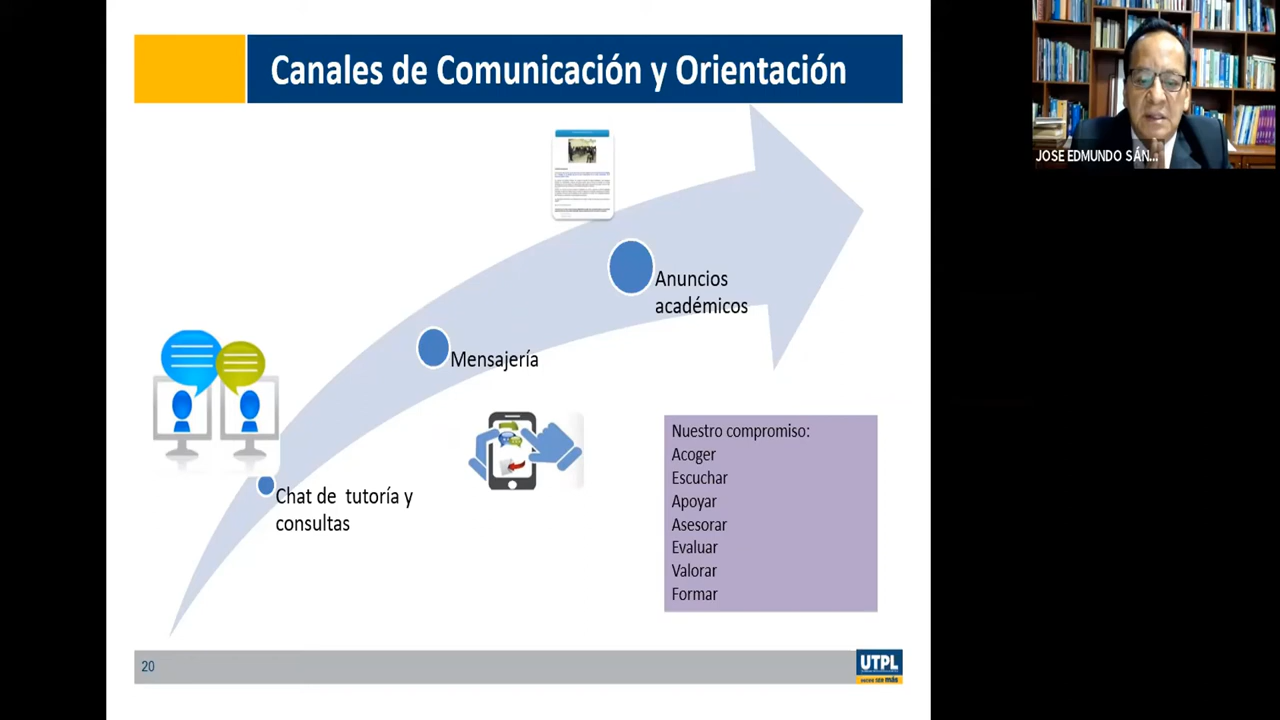 Canales de Comunicación y Orientación
JOSE EDMUNDO SÁN...
Anuncios
académicos
Mensajería
Chat de tutoría y
consultas
Nuestro compromiso:
Acoger
Escuchar
Apoyar
Asesorar
Evaluar
Valorar
Formar
20
UTPL